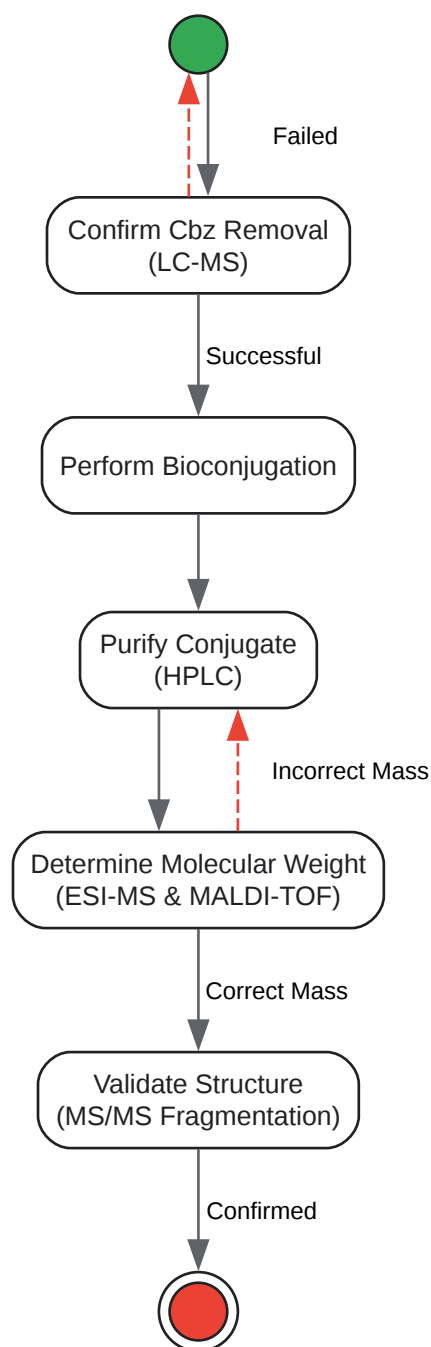 Failed
Confirm Cbz Removal
(LC-MS)
Successful
Perform Bioconjugation
Purify Conjugate
(HPLC)
Incorrect Mass
Determine Molecular Weight
(ESI-MS & MALDI-TOF)
Correct Mass
Validate Structure
(MS/MS Fragmentation)
Confirmed